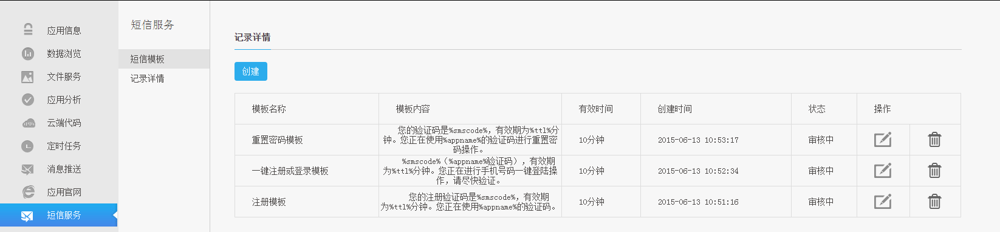 应用信息
数据浏览
文件服务
应用分析
云端代码
定时任务
消息推送
应用官网
短信服务
短信服务
短信模板
记录详情
记录详情
创建
模板名称 模板内容 有效时间 创建时间 状态 操作
重置密码模板
您的验证码是%smscode%，有效期为%ttl%分
钟。您正在使用%appname%的验证码进行重置密
码操作。
10分钟 2015-06-13 10:53:17 审核中
一键注册或登录模板
%smscode%（%appname%验证码），有效期
为%ttl%分钟。您正在进行手机号码一键登陆操
作，请尽快验证。
10分钟 2015-06-13 10:52:34 审核中
注册模板
您的注册验证码是%smscode%，有效期
为%ttl%分钟。您正在使用%appname%的验证码。
10分钟 2015-06-13 10:51:16 审核中